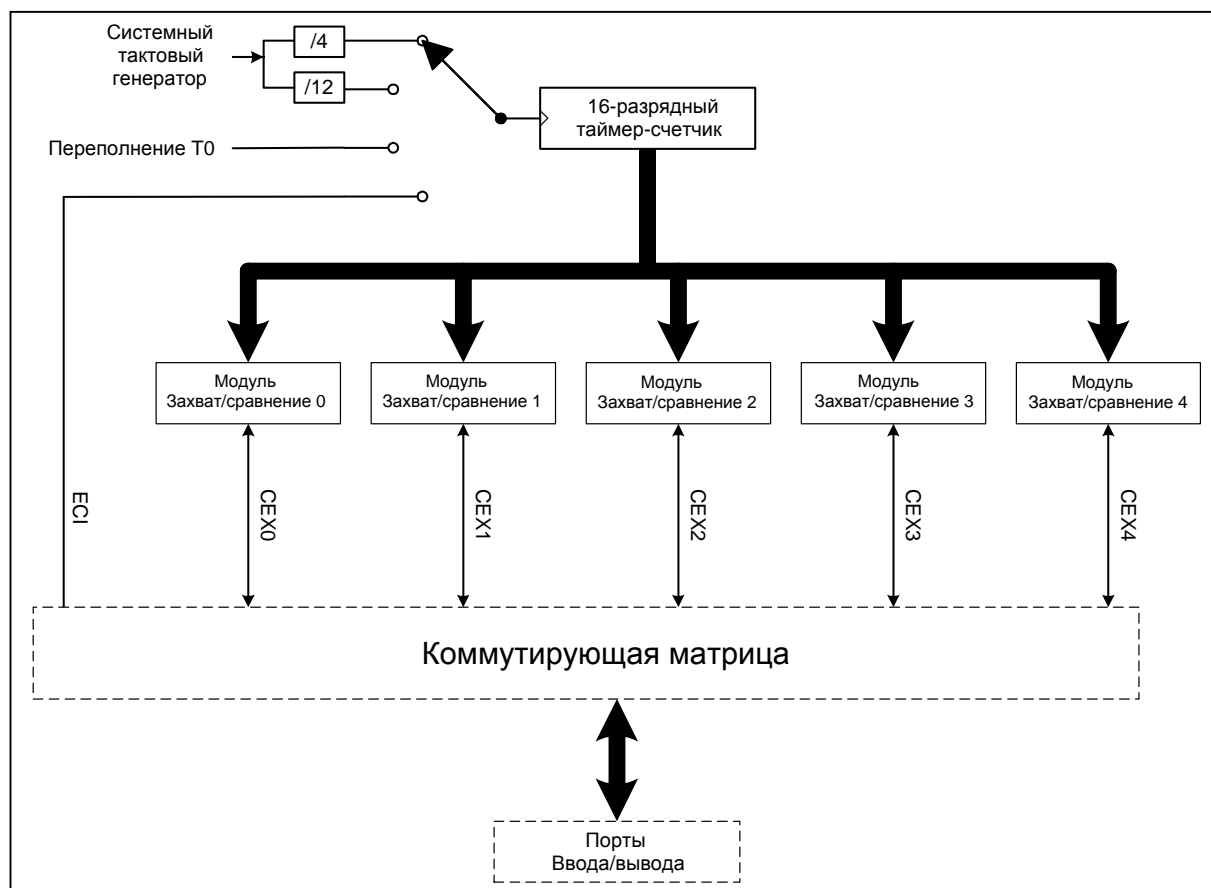 Системный
тактовый
генератор
/4
/12
16-разрядный
таймер-счетчик
Переполнение T0
Модуль
Захват/сравнение 0
Модуль
Захват/сравнение 1
Модуль
Захват/сравнение 2
Модуль
Захват/сравнение 3
Модуль
Захват/сравнение 4
ECI
CEX0
CEX1
CEX2
CEX3
CEX4
Коммутирующая матрица
Порты
Ввода/вывода